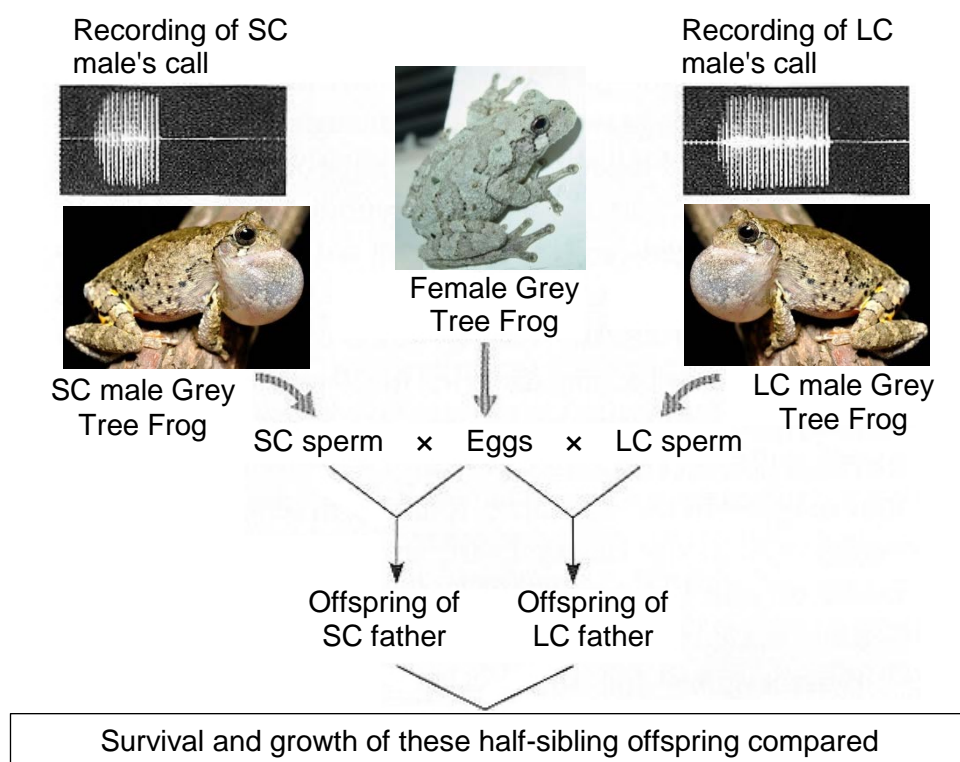 Recording of SC
male's call
Recording of LC
male's call
Female Grey
Tree Frog
SC male Grey
Tree Frog
LC male Grey
Tree Frog
SC sperm × Eggs × LC sperm
Offspring of
SC father
Offspring of
LC father
Survival and growth of these half-sibling offspring compared